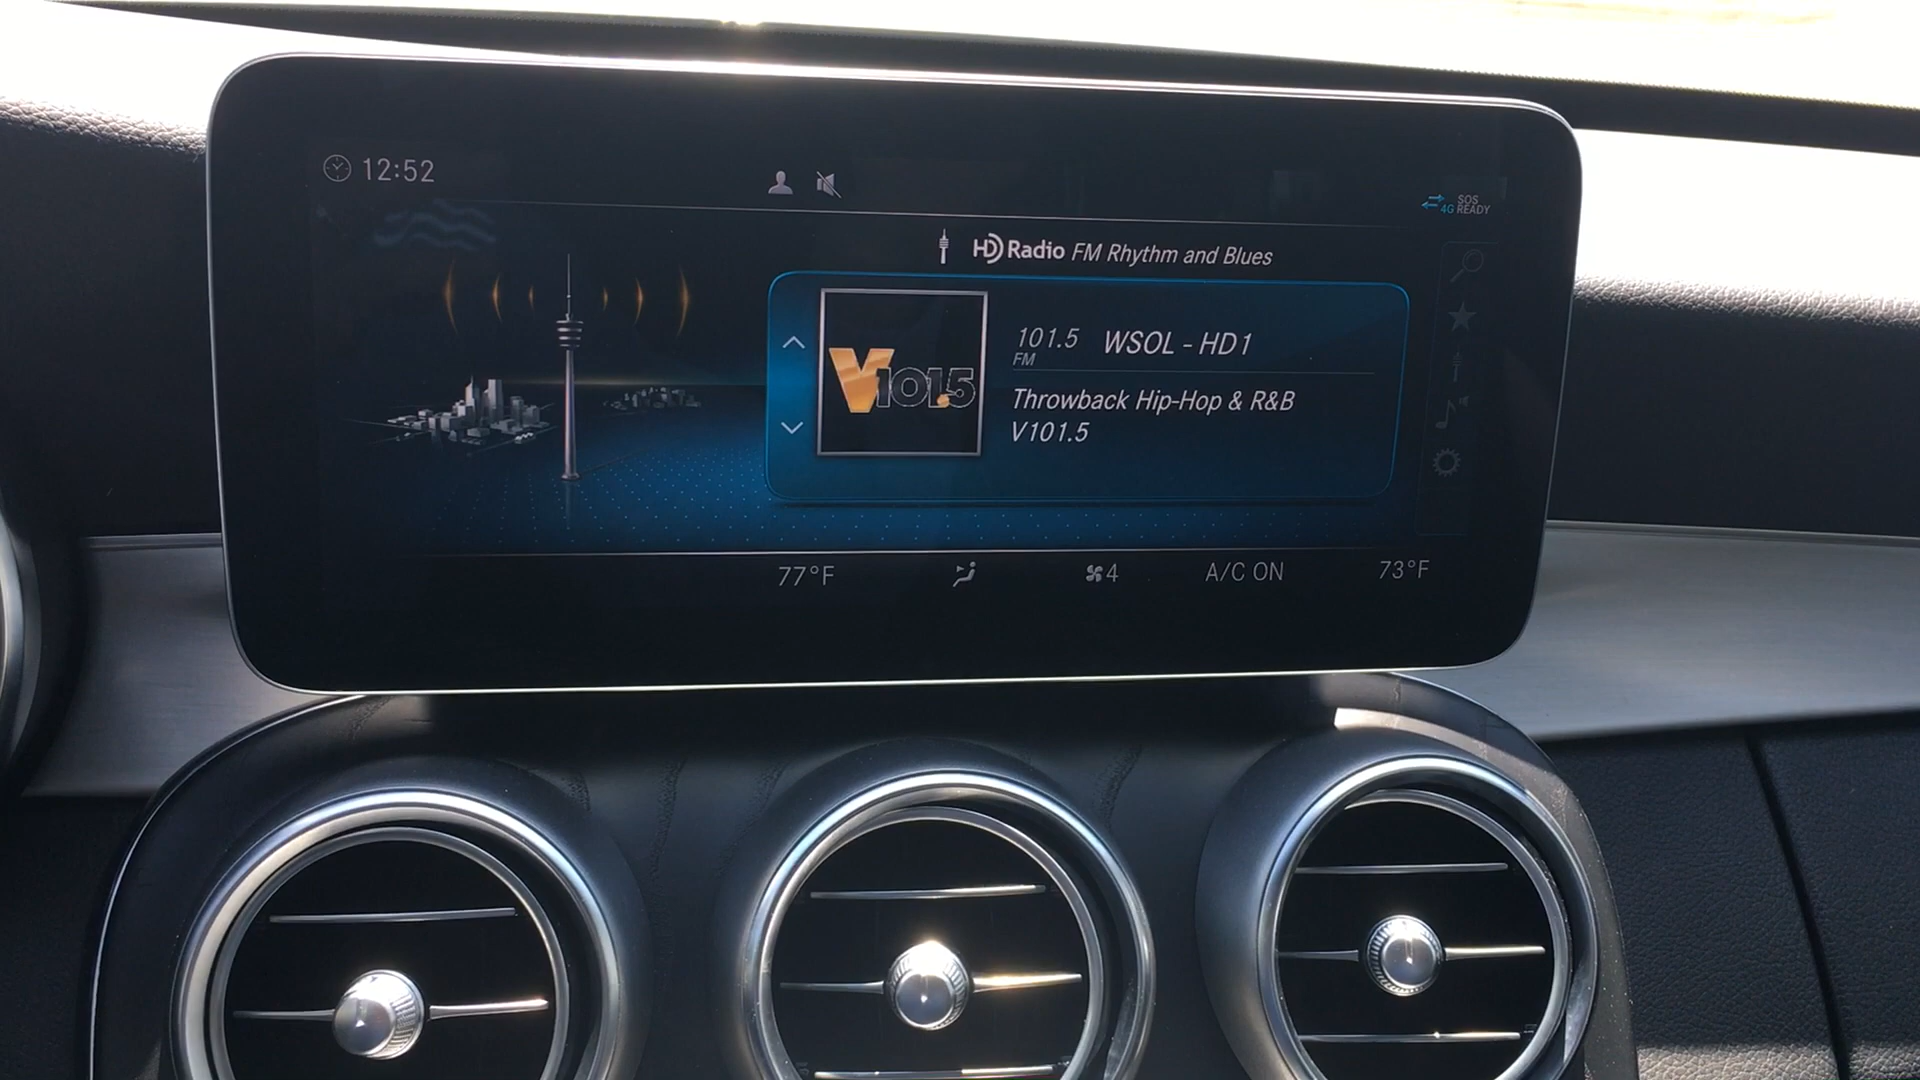 12:52
SOS
4G READY
HD Radio FM Rhythm and Blues
V101.5
101.5 WSOL - HD1
FM
Throwback Hip-Hop & R&B
V101.5
77°F 4 A/C ON 73°F